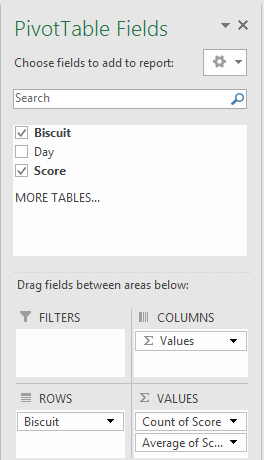 PivotTable Fields
Choose fields to add to report:
Search
Biscuit
Day
Score
MORE TABLES...
Drag fields between areas below:
FILTERS
COLUMNS
Σ Values
ROWS
Biscuit
Σ VALUES
Count of Score
Average of Sc...